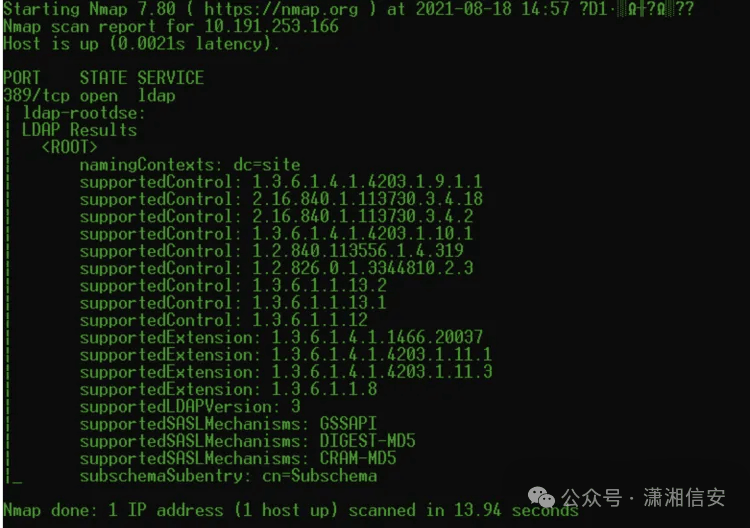 Starting Nmap 7.80 ( https://nmap.org ) at 2021-08-18 14:57 ?D1·░Ω╫?Ω░??
Nmap scan report for 10.191.253.166
Host is up (0.0021s latency).
PORT    STATE SERVICE
389/tcp open  ldap
| ldap-rootdse:
| LDAP Results
|   <ROOT>
|       namingContexts: dc=site
|       supportedControl: 1.3.6.1.4.1.4203.1.9.1.1
|       supportedControl: 2.16.840.1.113730.3.4.18
|       supportedControl: 2.16.840.1.113730.3.4.2
|       supportedControl: 1.3.6.1.4.1.4203.1.10.1
|       supportedControl: 1.2.840.113556.1.4.319
|       supportedControl: 1.2.826.0.1.3344810.2.3
|       supportedControl: 1.3.6.1.1.13.2
|       supportedControl: 1.3.6.1.1.13.1
|       supportedControl: 1.3.6.1.1.12
|       supportedExtension: 1.3.6.1.4.1.1466.20037
|       supportedExtension: 1.3.6.1.4.1.4203.1.11.1
|       supportedExtension: 1.3.6.1.4.1.4203.1.11.3
|       supportedExtension: 1.3.6.1.1.8
|       supportedLDAPVersion: 3
|       supportedSASLMechanisms: GSSAPI
|       supportedSASLMechanisms: DIGEST-MD5
|       supportedSASLMechanisms: CRAM-MD5
|_      subschemaSubentry: cn=Subschema
Nmap done: 1 IP address (1 host up) scanned in 13.94 seconds
公众号 · 潇湘信安